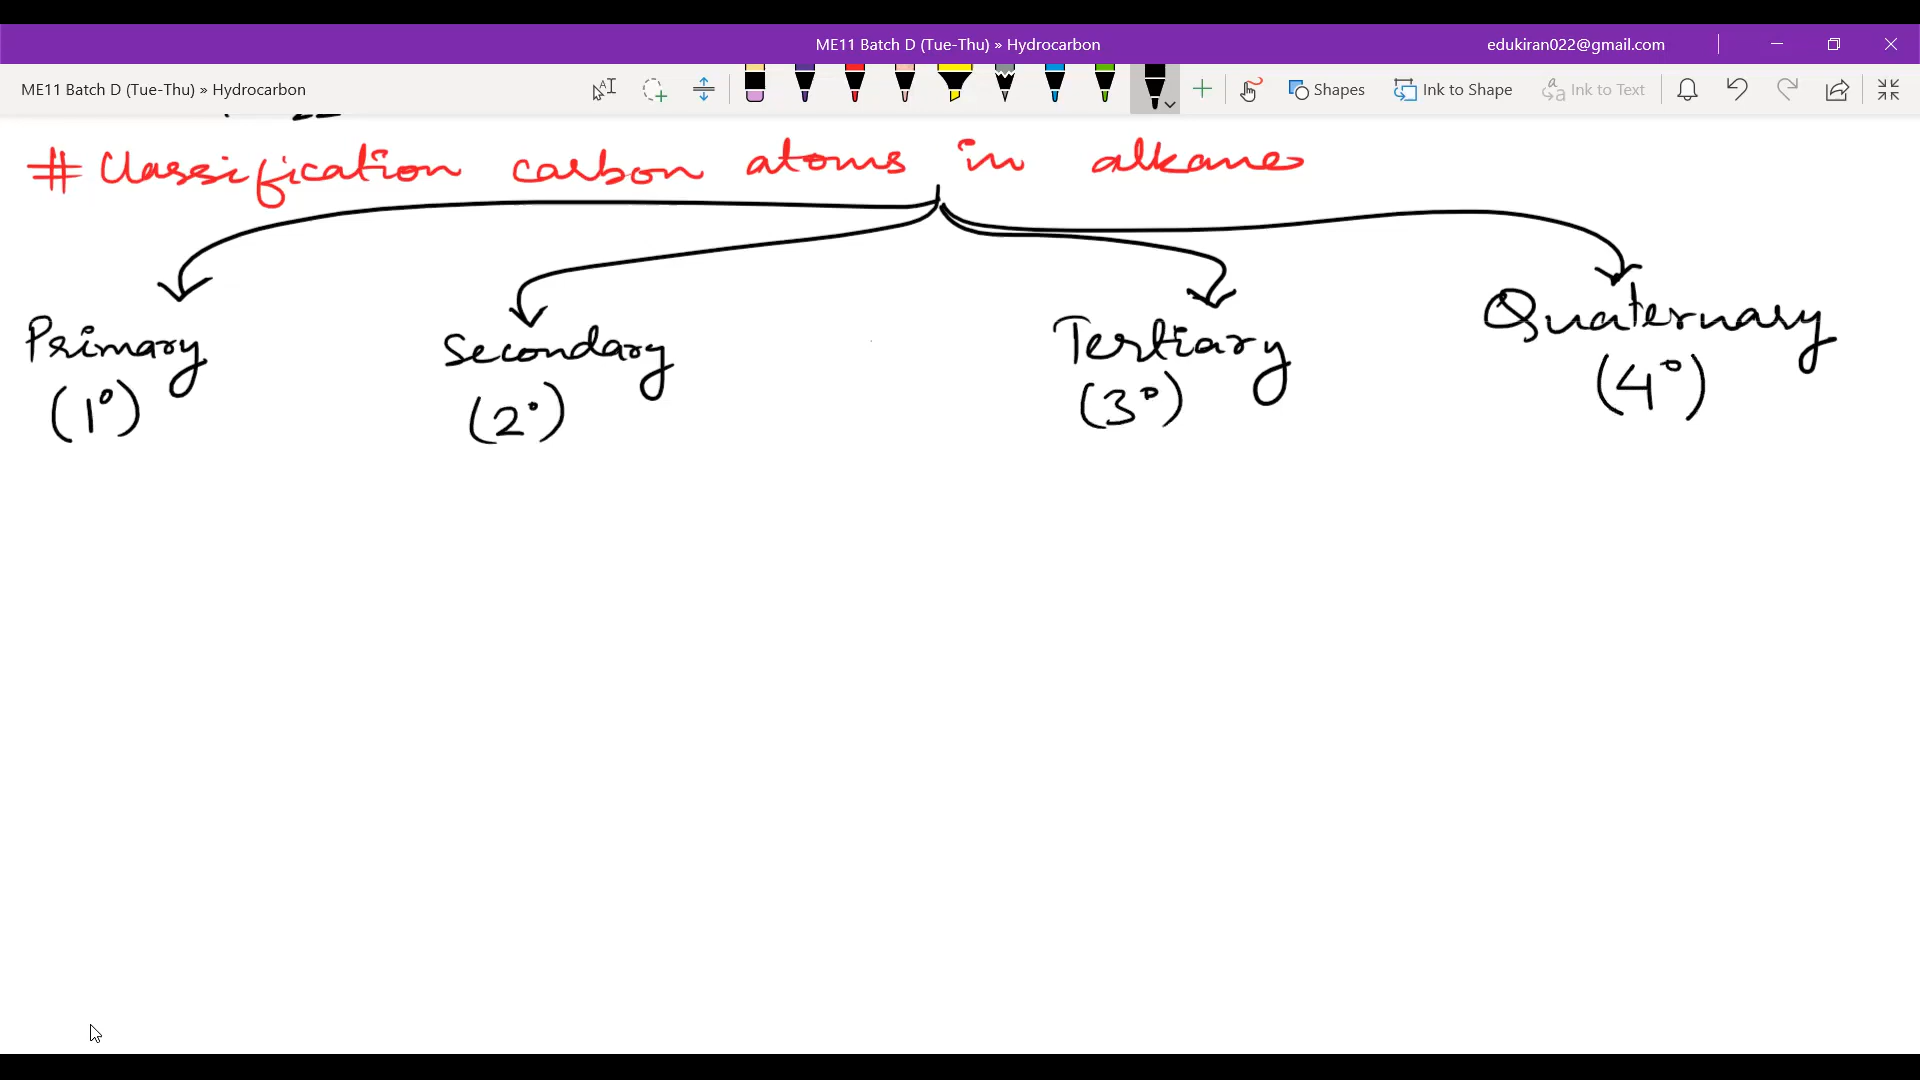 ME11 Batch D (Tue-Thu) » Hydrocarbon
edukiran022@gmail.com
ME11 Batch D (Tue-Thu) » Hydrocarbon
Shapes
Ink to Shape
Ink to Text
# Classification carbon atoms in alkane
Primary
Secondary
Tertiary
Quaternary
(1°)
(2°)
(3°)
(4°)